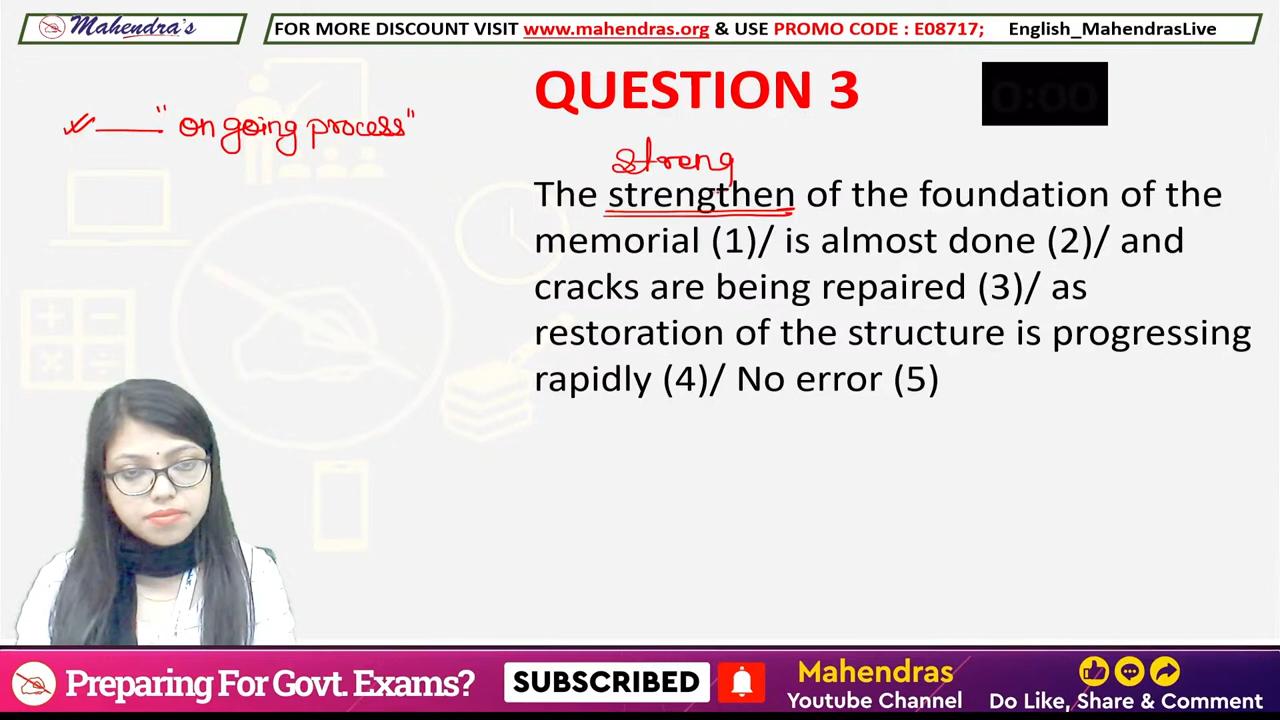 Mahendra's
FOR MORE DISCOUNT VISIT www.mahendras.org & USE PROMO CODE : E08717; English_MahendrasLive
QUESTION 3
0:00
" on going process"
streng
The strengthen of the foundation of the
memorial (1)/ is almost done (2)/ and
cracks are being repaired (3)/ as
restoration of the structure is progressing
rapidly (4)/ No error (5)
Preparing For Govt. Exams?
SUBSCRIBED
Mahendras
Youtube Channel
Do Like, Share & Comment